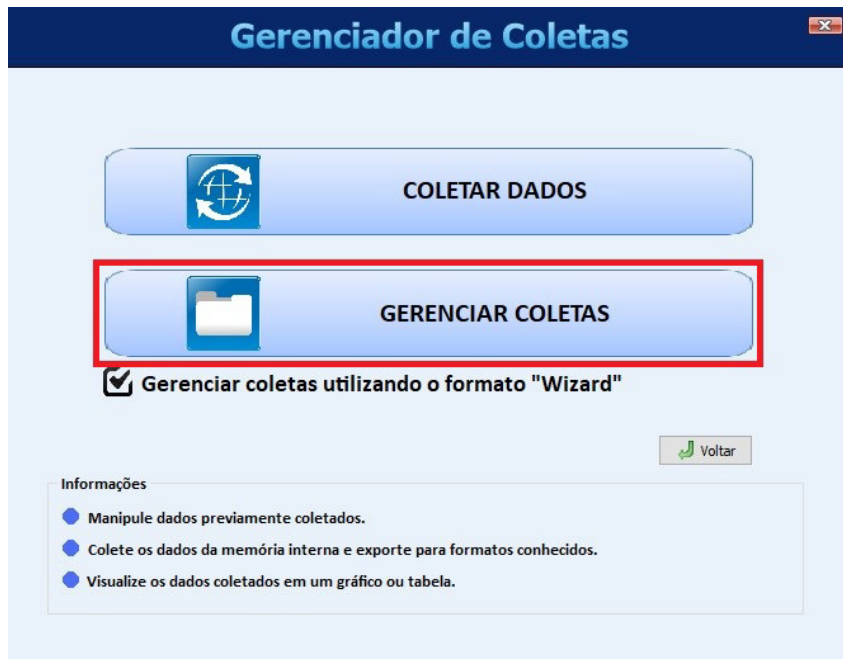 Gerenciador de Coletas
COLETAR DADOS
GERENCIAR COLETAS
Gerenciar coletas utilizando o formato "Wizard"
Voltar
Informações
Manipule dados previamente coletados.
Colete os dados da memória interna e exporte para formatos conhecidos.
Visualize os dados coletados em um gráfico ou tabela.